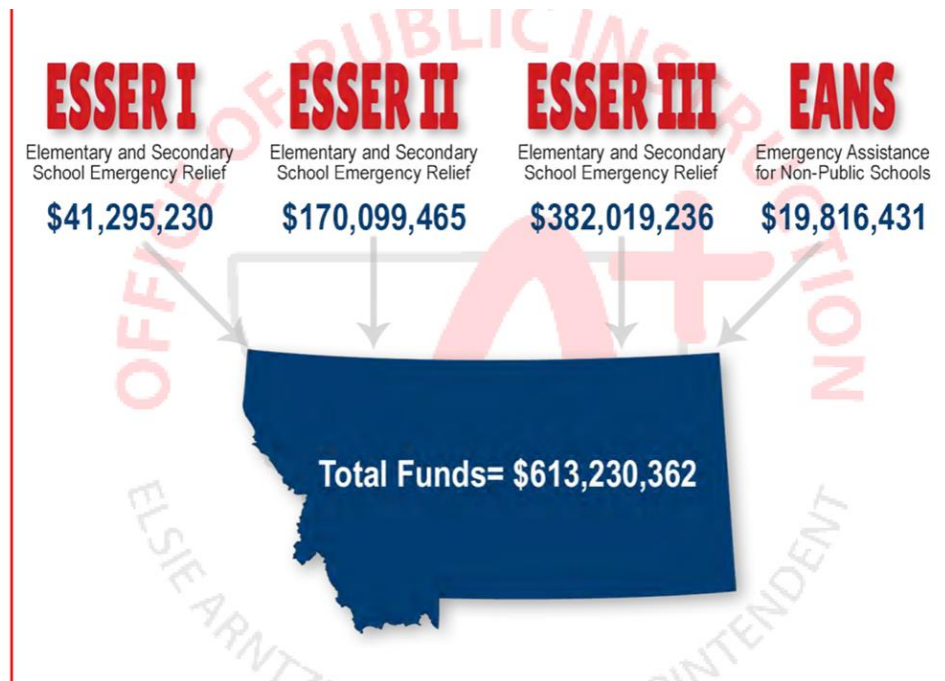 OFFICE OF PUBLIC INSTRUCTION
ESSER I
Elementary and Secondary
School Emergency Relief
$41,295,230
ESSER II
Elementary and Secondary
School Emergency Relief
$170,099,465
ESSER III
Elementary and Secondary
School Emergency Relief
$382,019,236
EANS
Emergency Assistance
for Non-Public Schools
$19,816,431
A+
Total Funds= $613,230,362
ELSIE